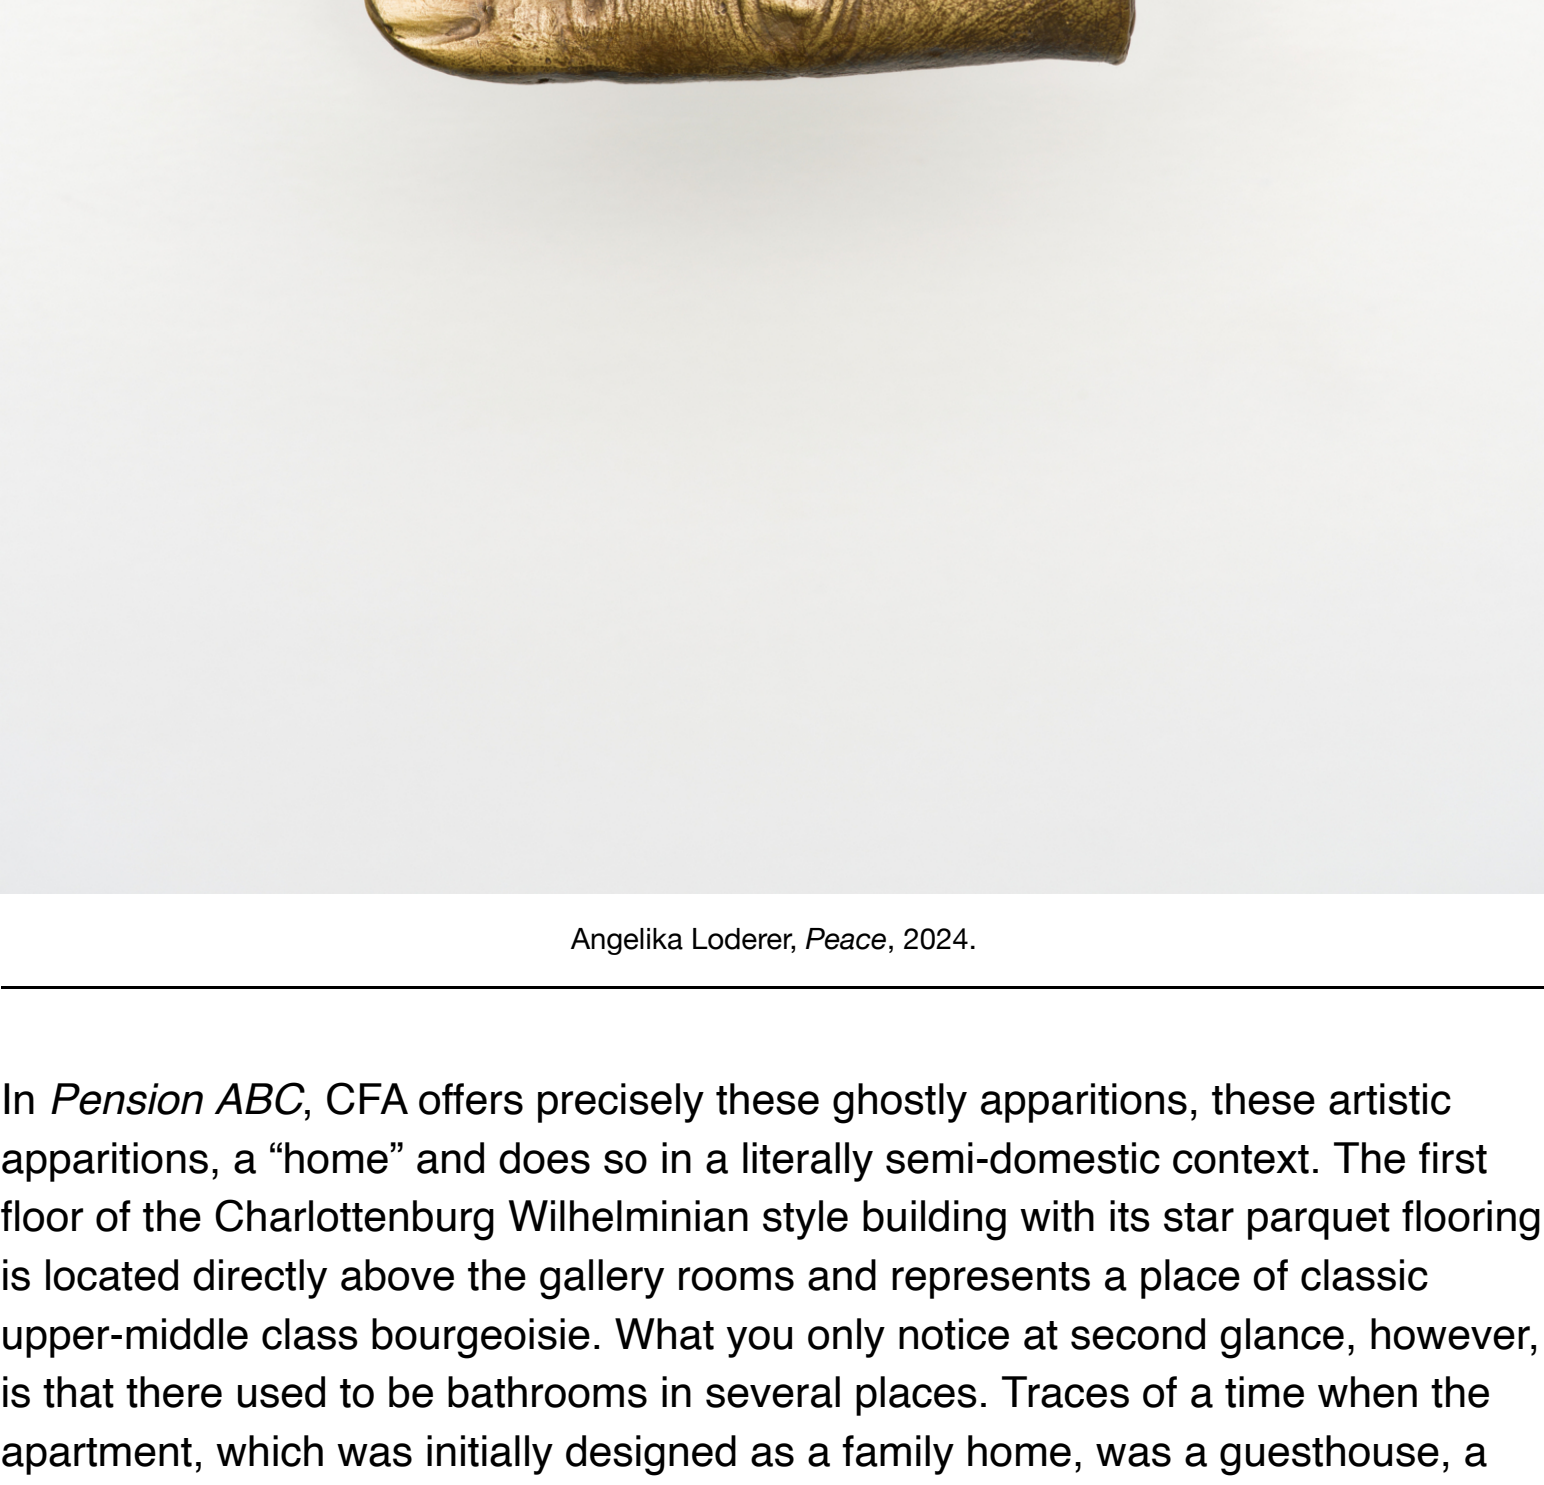 Angelika Loderer, Peace, 2024.
In Pension ABC, CFA offers precisely these ghostly apparitions, these artistic
apparitions, a “home” and does so in a literally semi-domestic context. The first
floor of the Charlottenburg Wilhelminian style building with its star parquet flooring
is located directly above the gallery rooms and represents a place of classic
upper-middle class bourgeoisie. What you only notice at second glance, however,
is that there used to be bathrooms in several places. Traces of a time when the
apartment, which was initially designed as a family home, was a guesthouse, a